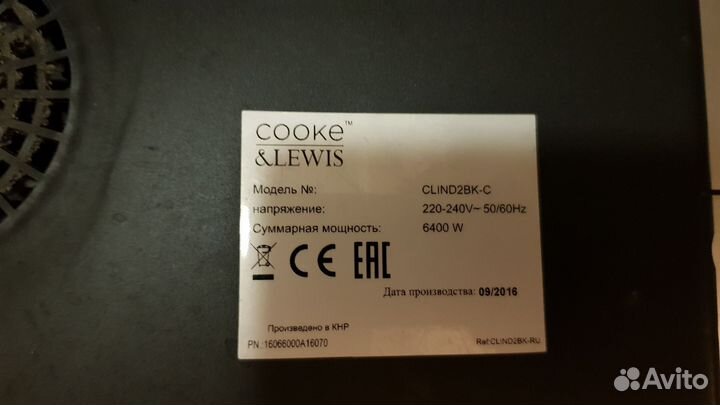 COOKe™
&LEWIS
Модель №: CLIND2BK-C
напряжение: 220-240V~ 50/60Hz
Суммарная мощность: 6400 W
CE EAC
Дата производства: 09/2016
Произведено в КНР
PN: 16066000A16070 Ref:CLIND2BK-RU
Avito